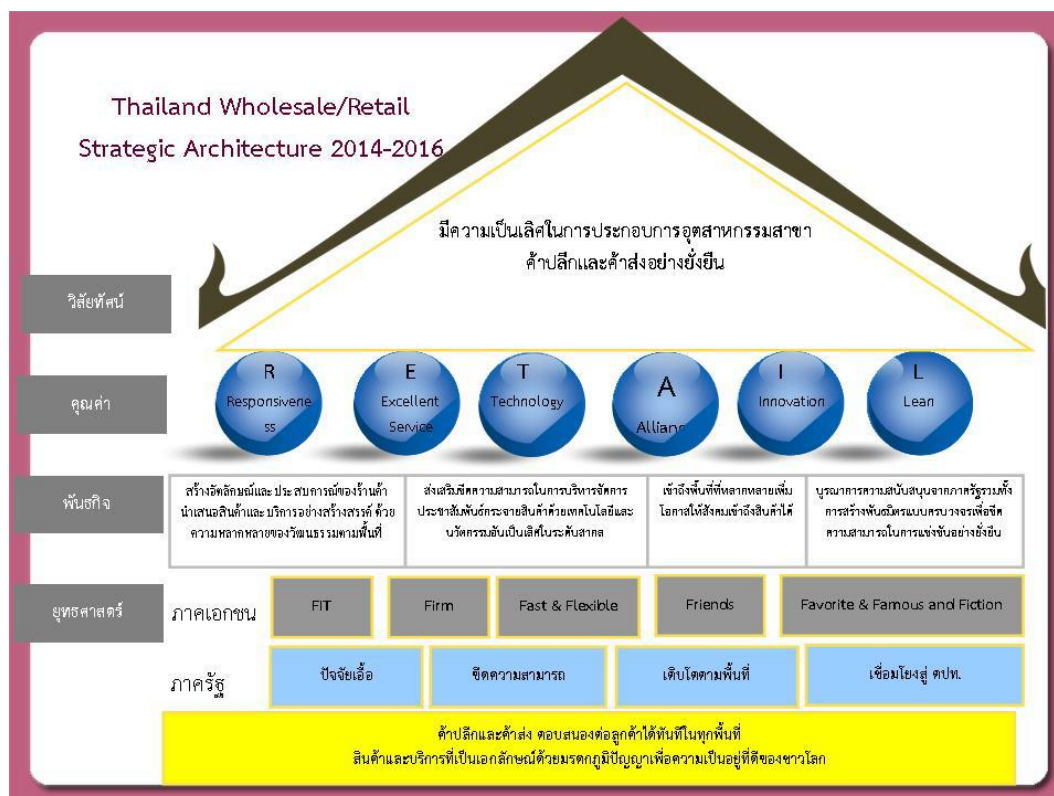 Thailand Wholesale/Retail
Strategic Architecture 2014-2016
มีความเป็นเลิศในการประกอบการอุตสาหกรรมสาขา
ค้าปลีกและค้าส่งอย่างยั่งยืน
วิสัยทัศน์
คุณค่า
R
Responsivene
ss
E
Excellent
Service
T
Technology
A
Allianc
I
Innovation
L
Lean
พันธกิจ
สร้างอัตลักษณ์และ ประสบการณ์ของร้านค้า
นำเสนอสินค้าและ บริการอย่างสร้างสรรค์ ด้วย
ความหลากหลายของวัฒนธรรมตามพื้นที่
ส่งเสริมขีดความสามารถในการบริหารจัดการ
ประชาสัมพันธ์กระจายสินค้าด้วยเทคโนโลยีและ
นวัตกรรมอันเป็นเลิศในระดับสากล
เข้าถึงพื้นที่ที่หลากหลายเพิ่ม
โอกาสให้สังคมเข้าถึงสินค้าได้
บูรณาการความสนับสนุนจากภาครัฐรวมทั้ง
การสร้างพันธมิตรแบบครบวงจรเพื่อขีด
ความสามารถในการแข่งขันอย่างยั่งยืน
ยุทธศาสตร์
ภาคเอกชน
FIT
Firm
Fast & Flexible
Friends
Favorite & Famous and Fiction
ภาครัฐ
ปัจจัยเอื้อ
ขีดความสามารถ
เติบโตตามพื้นที่
เชื่อมโยงสู่ ตปท.
ค้าปลีกและค้าส่ง ตอบสนองต่อลูกค้าได้ทันทีในทุกพื้นที่
สินค้าและบริการที่เป็นเอกลักษณ์ด้วยมรดกภูมิปัญญาเพื่อความเป็นอยู่ที่ดีของชาวโลก